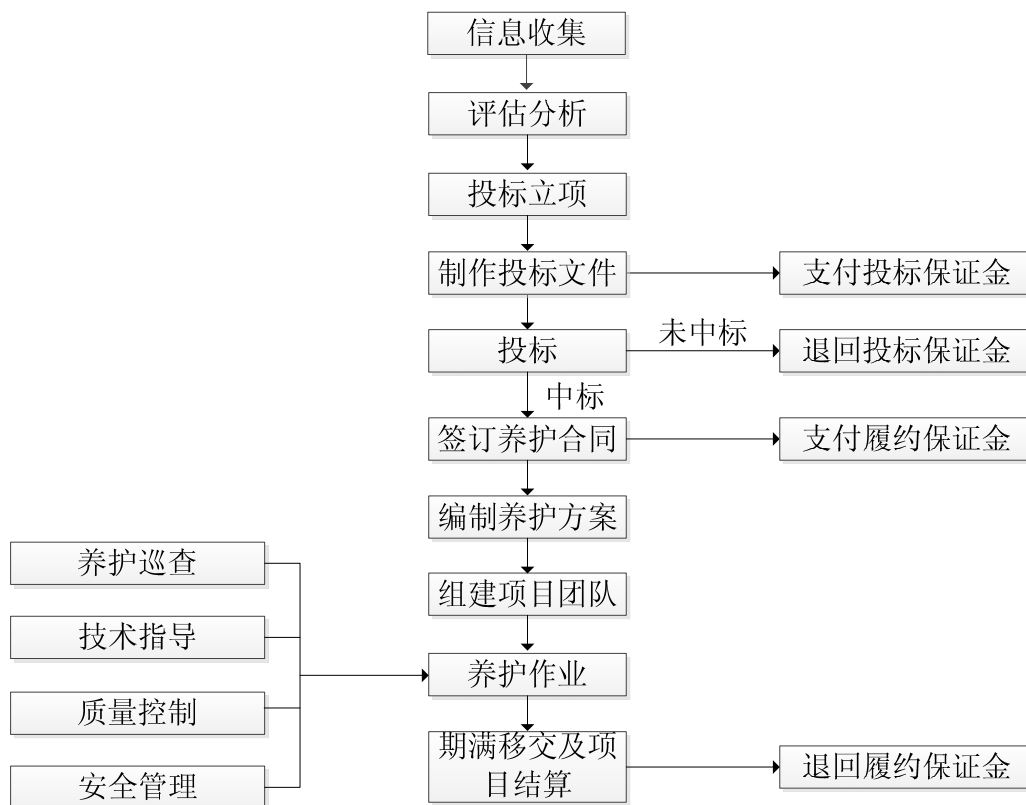 信息收集
评估分析
投标立项
制作投标文件
支付投标保证金
投标
未中标
退回投标保证金
中标
签订养护合同
支付履约保证金
编制养护方案
养护巡查
组建项目团队
技术指导
养护作业
质量控制
期满移交及项
目结算
退回履约保证金
安全管理